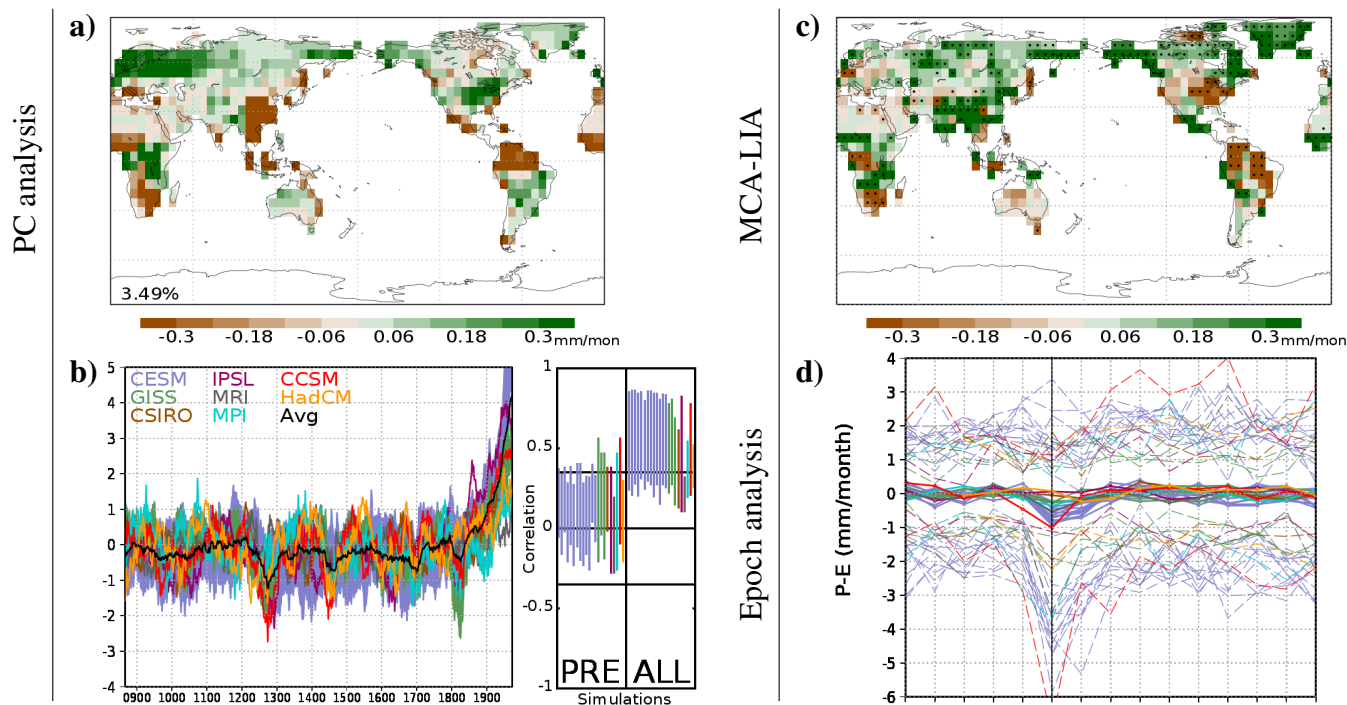 a)
PC analysis
3.49%
-0.3 -0.18 -0.06 0.06 0.18 0.3 mm/mon
b)
CESM IPSL CCSM
GISS MRI HadCM
CSIRO MPI Avg
5
4
3
2
1
0
-1
-2
-3
-4
0900 1000 1100 1200 1300 1400 1500 1600 1700 1800 1900
Correlation
1
0.5
0
-0.5
-1
PRE ALL
Simulations
c)
MCA-LIA
-0.3 -0.18 -0.06 0.06 0.18 0.3 mm/mon
d)
Epoch analysis
P-E (mm/month)
4
3
2
1
0
-1
-2
-3
-4
-5
-6